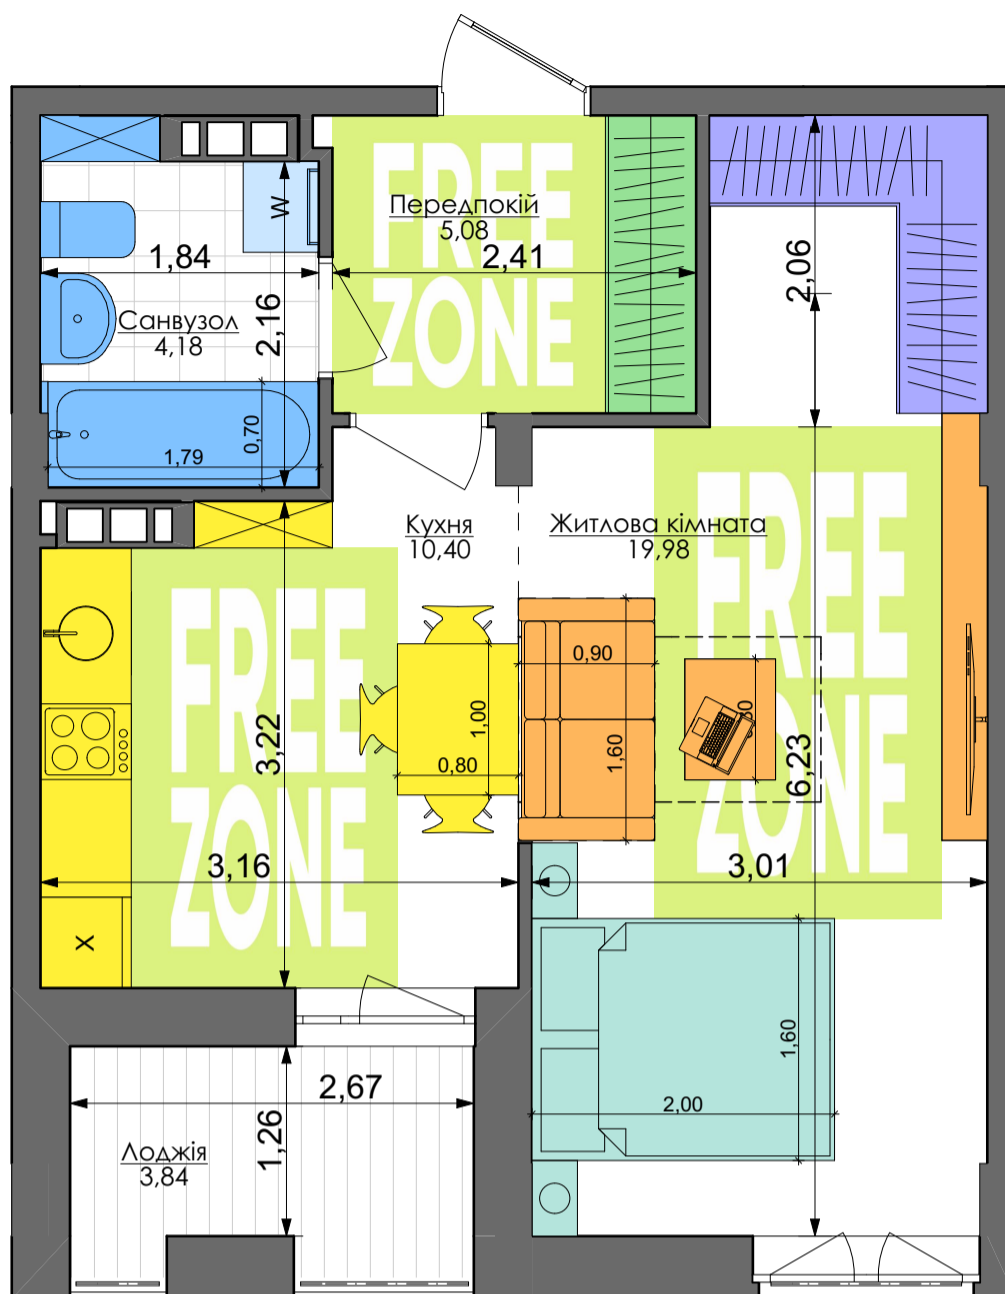 FREE
ZONE
Передпокій
5,08
2,41
W
1,84
2,16
Санвузол
4,18
0,70
1,79
2,06
Кухня
10,40
Житлова кімната
19,98
FREE
ZONE
FREE
ZONE
0,90
1,60
1,00
0,80
3,22
6,23
3,16
3,01
X
1,60
2,00
2,67
1,26
Лоджія
3,84